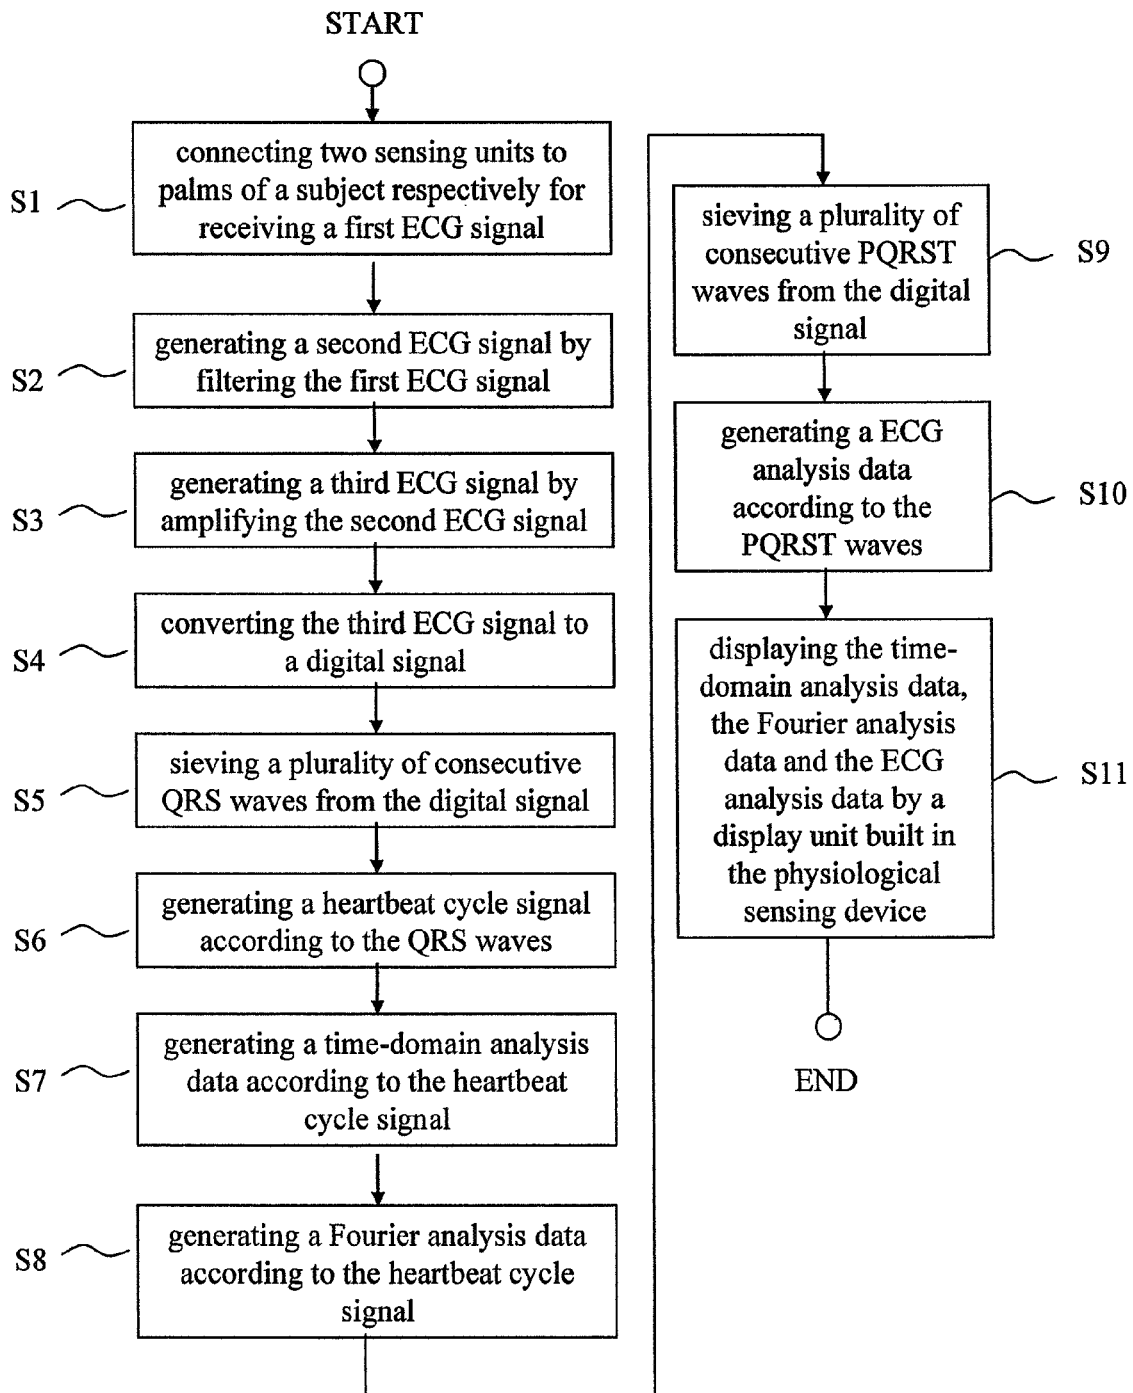 START
S1
connecting two sensing units to
palms of a subject respectively for
receiving a first ECG signal
S2
generating a second ECG signal by
filtering the first ECG signal
S3
generating a third ECG signal by
amplifying the second ECG signal
S4
converting the third ECG signal to
a digital signal
S5
sieving a plurality of consecutive
QRS waves from the digital signal
S6
generating a heartbeat cycle signal
according to the QRS waves
S7
generating a time-domain analysis
data according to the heartbeat
cycle signal
S8
generating a Fourier analysis data
according to the heartbeat cycle
signal
sieving a plurality of
consecutive PQRST
waves from the digital
signal
S9
generating a ECG
analysis data
according to the
PQRST waves
S10
displaying the time-
domain analysis data,
the Fourier analysis
data and the ECG
analysis data by a
display unit built in
the physiological
sensing device
S11
END